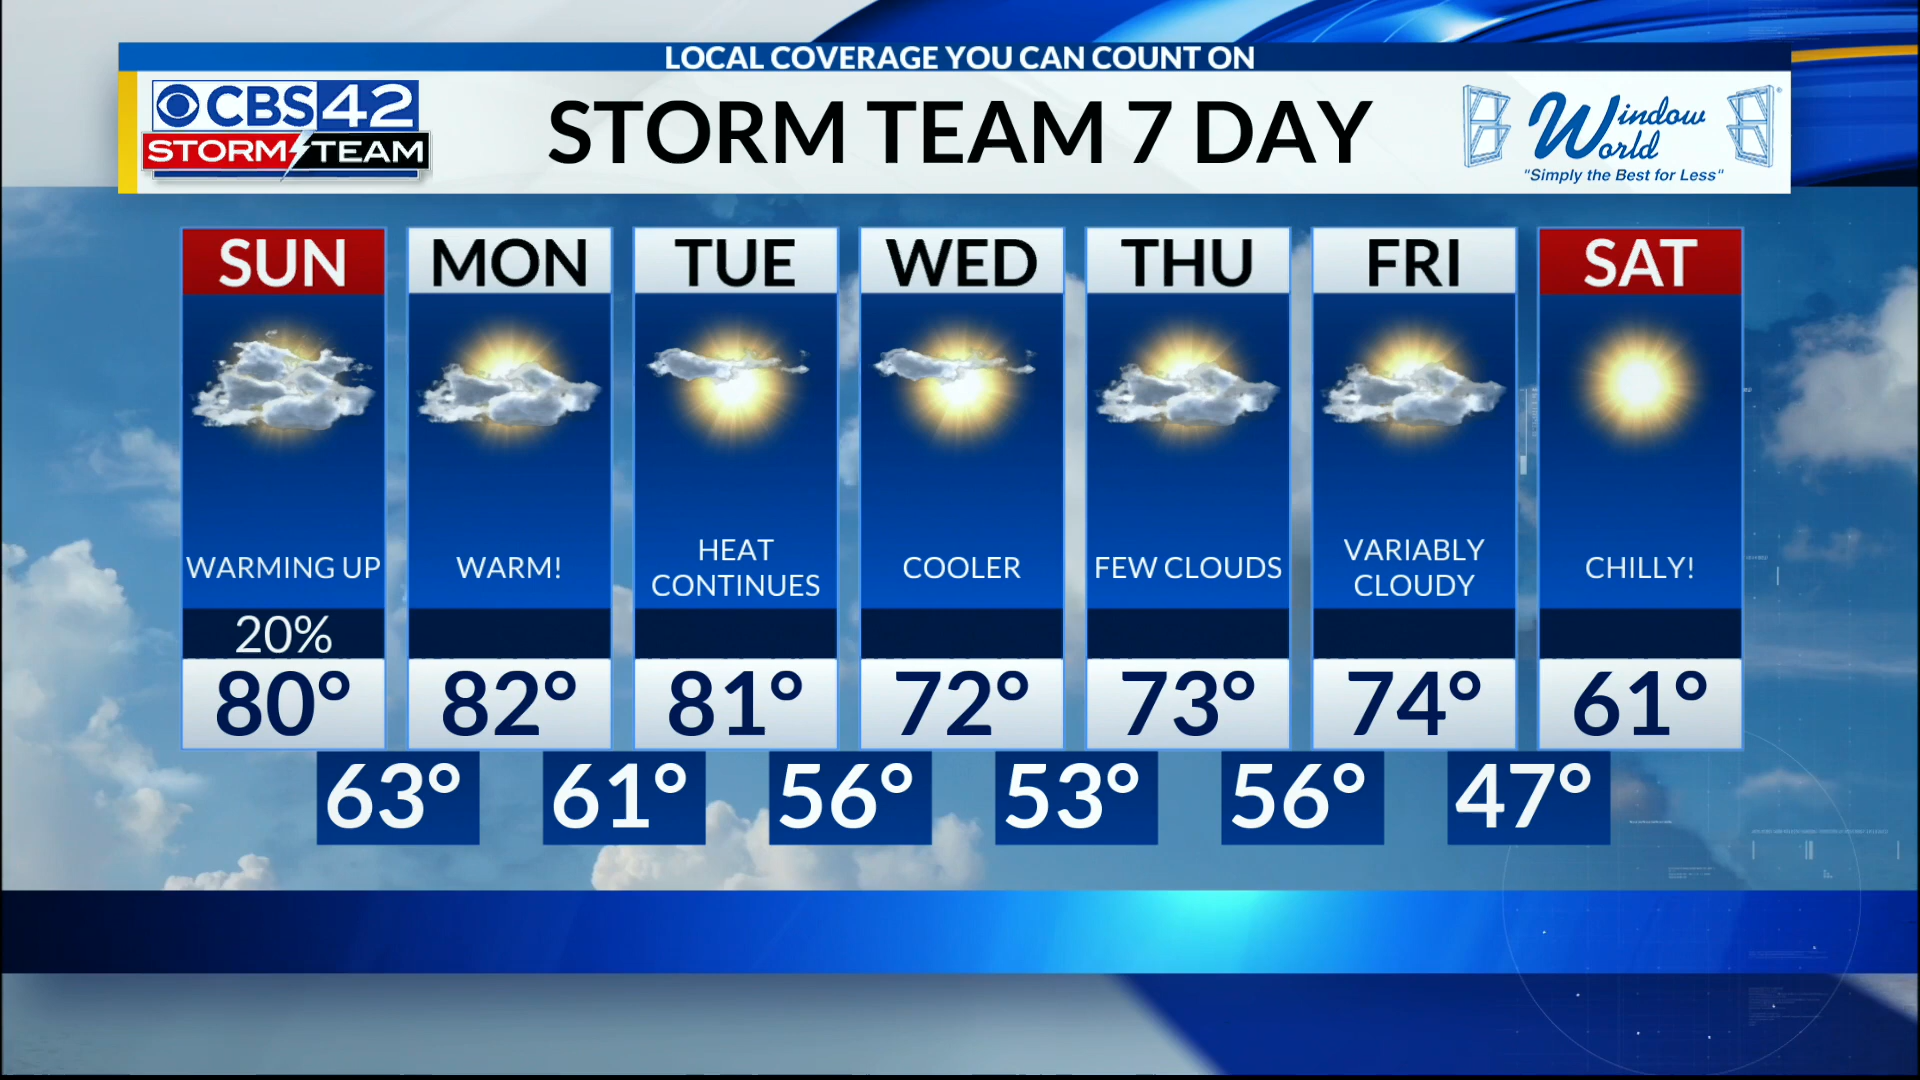 LOCAL COVERAGE YOU CAN COUNT ON
CBS 42
STORM TEAM
STORM TEAM 7 DAY
Window
World
®
"Simply the Best for Less"
SUN MON TUE WED THU FRI SAT
WARMING UP
WARM!
HEAT
CONTINUES
COOLER
FEW CLOUDS
VARIABLY
CLOUDY
CHILLY!
20%
80° 82° 81° 72° 73° 74° 61°
63° 61° 56° 53° 56° 47°